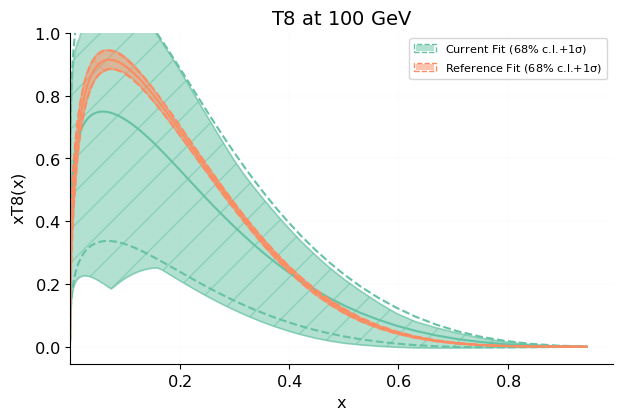 T8 at 100 GeV
Current Fit (68% c.l.+1σ)
Reference Fit (68% c.l.+1σ)
xT8(x)
1.0
0.8
0.6
0.4
0.2
0.0
0.2
0.4
0.6
0.8
x